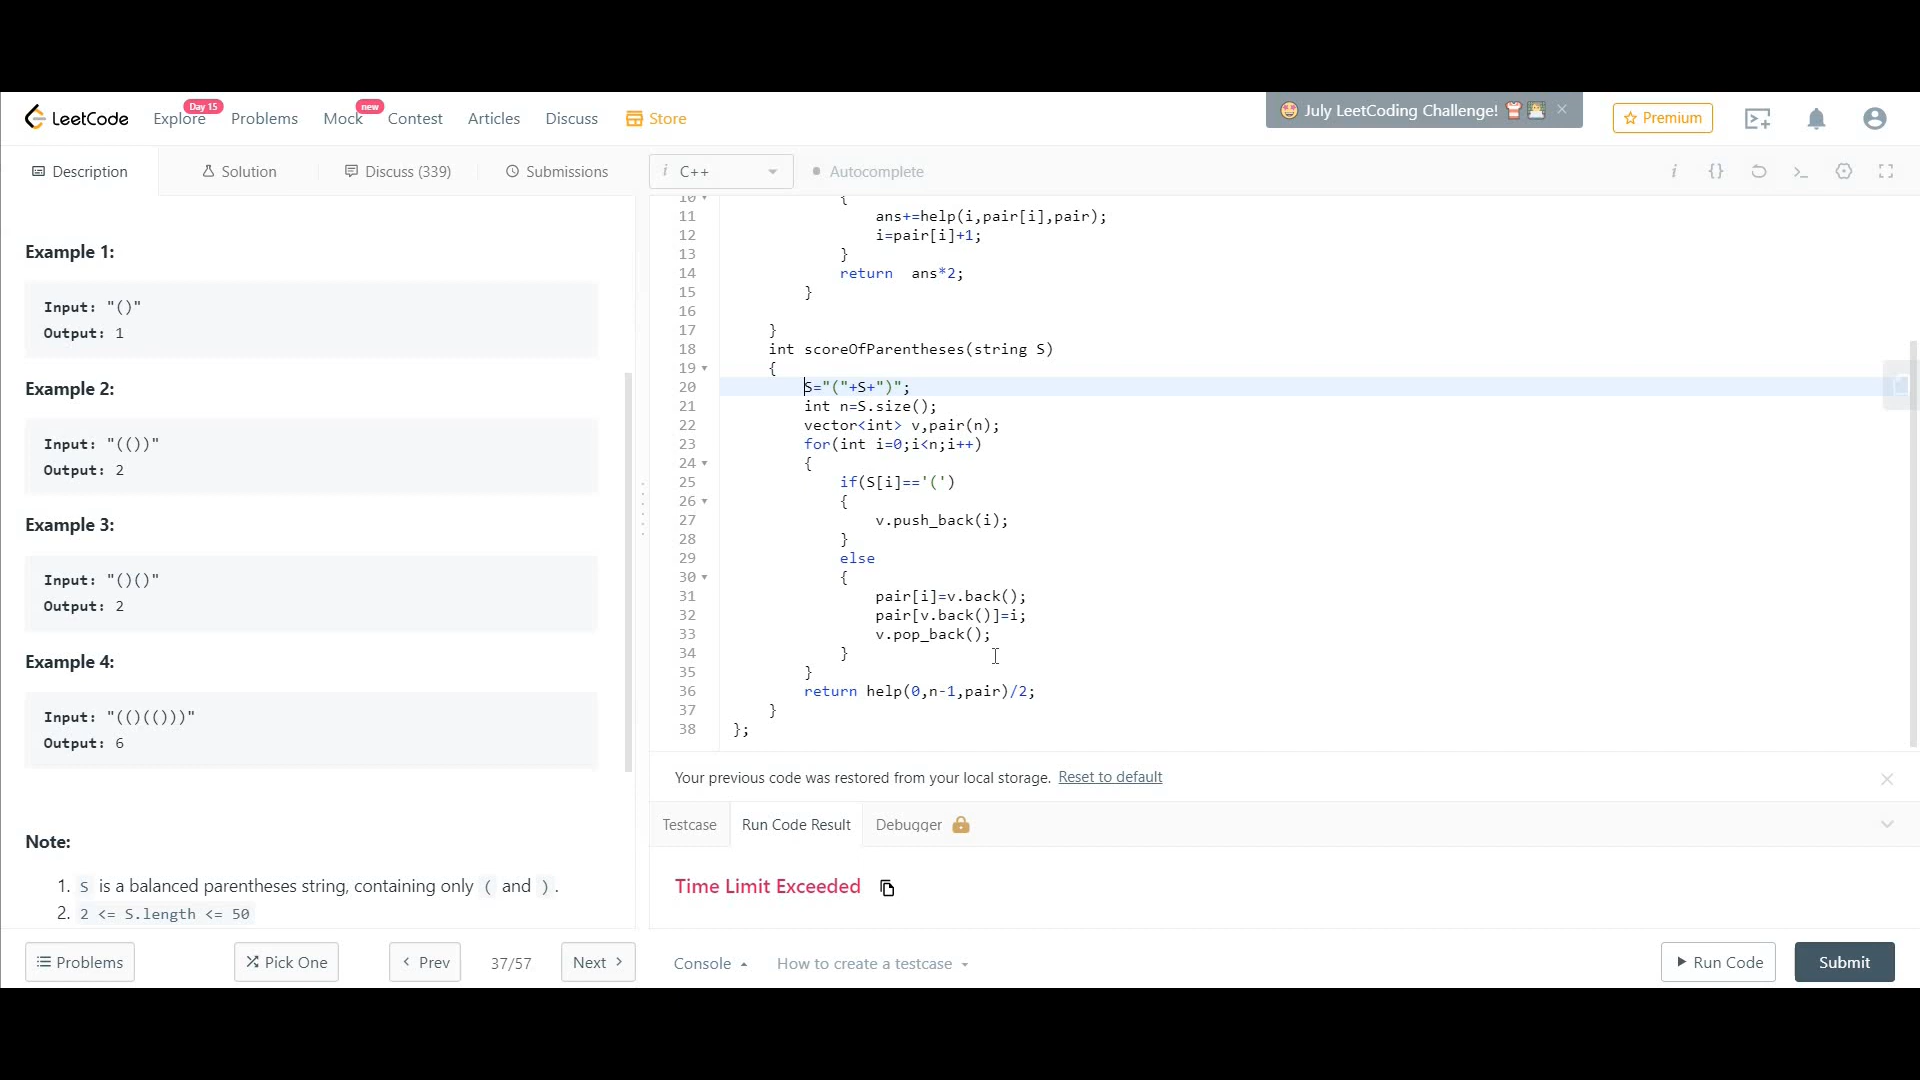 LeetCode
Explore
Day 15
Problems
Mock
new
Contest
Articles
Discuss
Store
July LeetCoding Challenge!
Premium
Description
Solution
Discuss (339)
Submissions
i C++
Autocomplete
Example 1:
Input: "()"
Output: 1
Example 2:
Input: "(())"
Output: 2
Example 3:
Input: "()()"
Output: 2
Example 4:
Input: "(()(()))"
Output: 6
Note:
1. S is a balanced parentheses string, containing only ( and ) .
2. 2 <= S.length <= 50
10 {
11 ans+=help(i,pair[i],pair);
12 i=pair[i]+1;
13 }
14 return ans*2;
15 }
16
17 }
18 int scoreOfParentheses(string S)
19 {
20 S="("+S+")";
21 int n=S.size();
22 vector<int> v,pair(n);
23 for(int i=0;i<n;i++)
24 {
25 if(S[i]=='(')
26 {
27 v.push_back(i);
28 }
29 else
30 {
31 pair[i]=v.back();
32 pair[v.back()]=i;
33 v.pop_back();
34 }
35 }
36 return help(0,n-1,pair)/2;
37 }
38 };
Your previous code was restored from your local storage. Reset to default
Testcase
Run Code Result
Debugger
Time Limit Exceeded
Problems
Pick One
Prev
37/57
Next
Console
How to create a testcase
Run Code
Submit